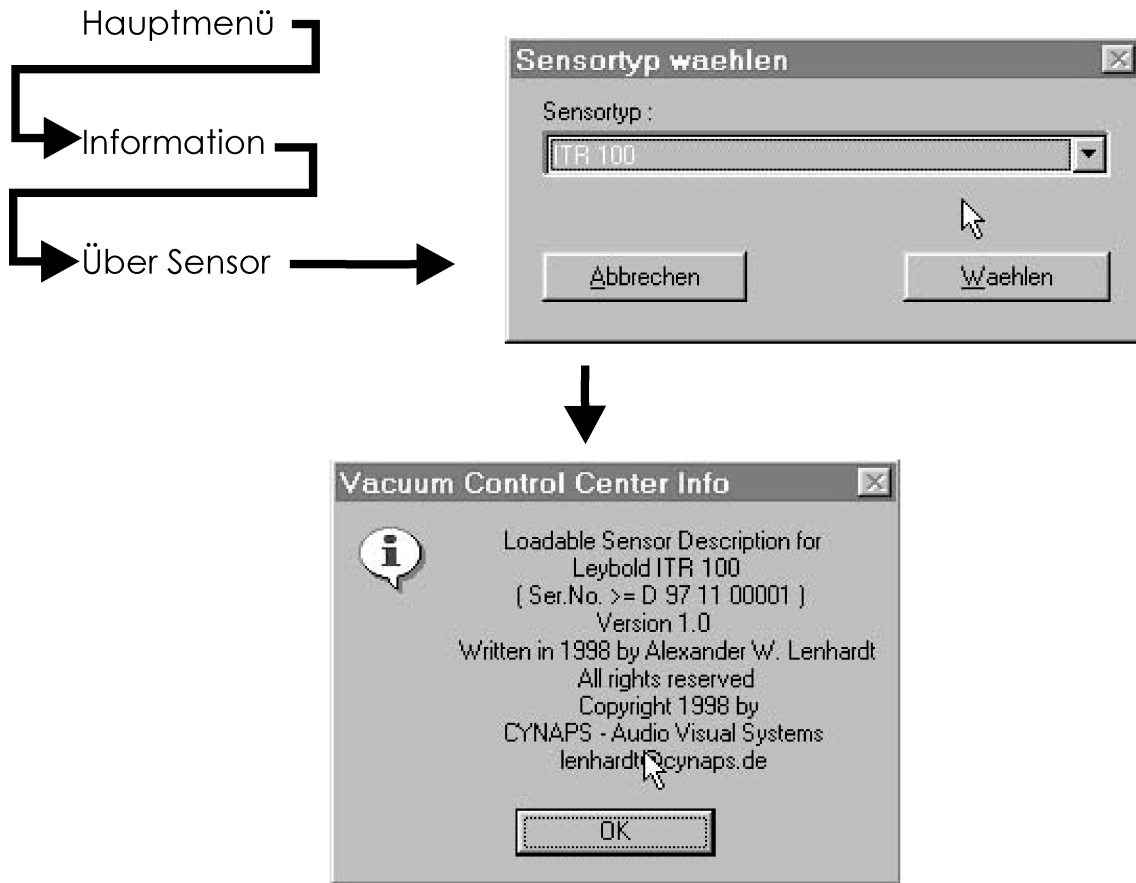 Hauptmenü
Information
Über Sensor
Sensortyp waehlen
Sensortyp :
ITR 100
Abbrechen
Waehlen
Vacuum Control Center Info
Loadable Sensor Description for
Leybold ITR 100
( Ser.No. >= D 97 11 00001 )
Version 1.0
Written in 1998 by Alexander W. Lenhardt
All rights reserved
Copyright 1998 by
CYNAPS - Audio Visual Systems
lenhardt@cynaps.de
OK